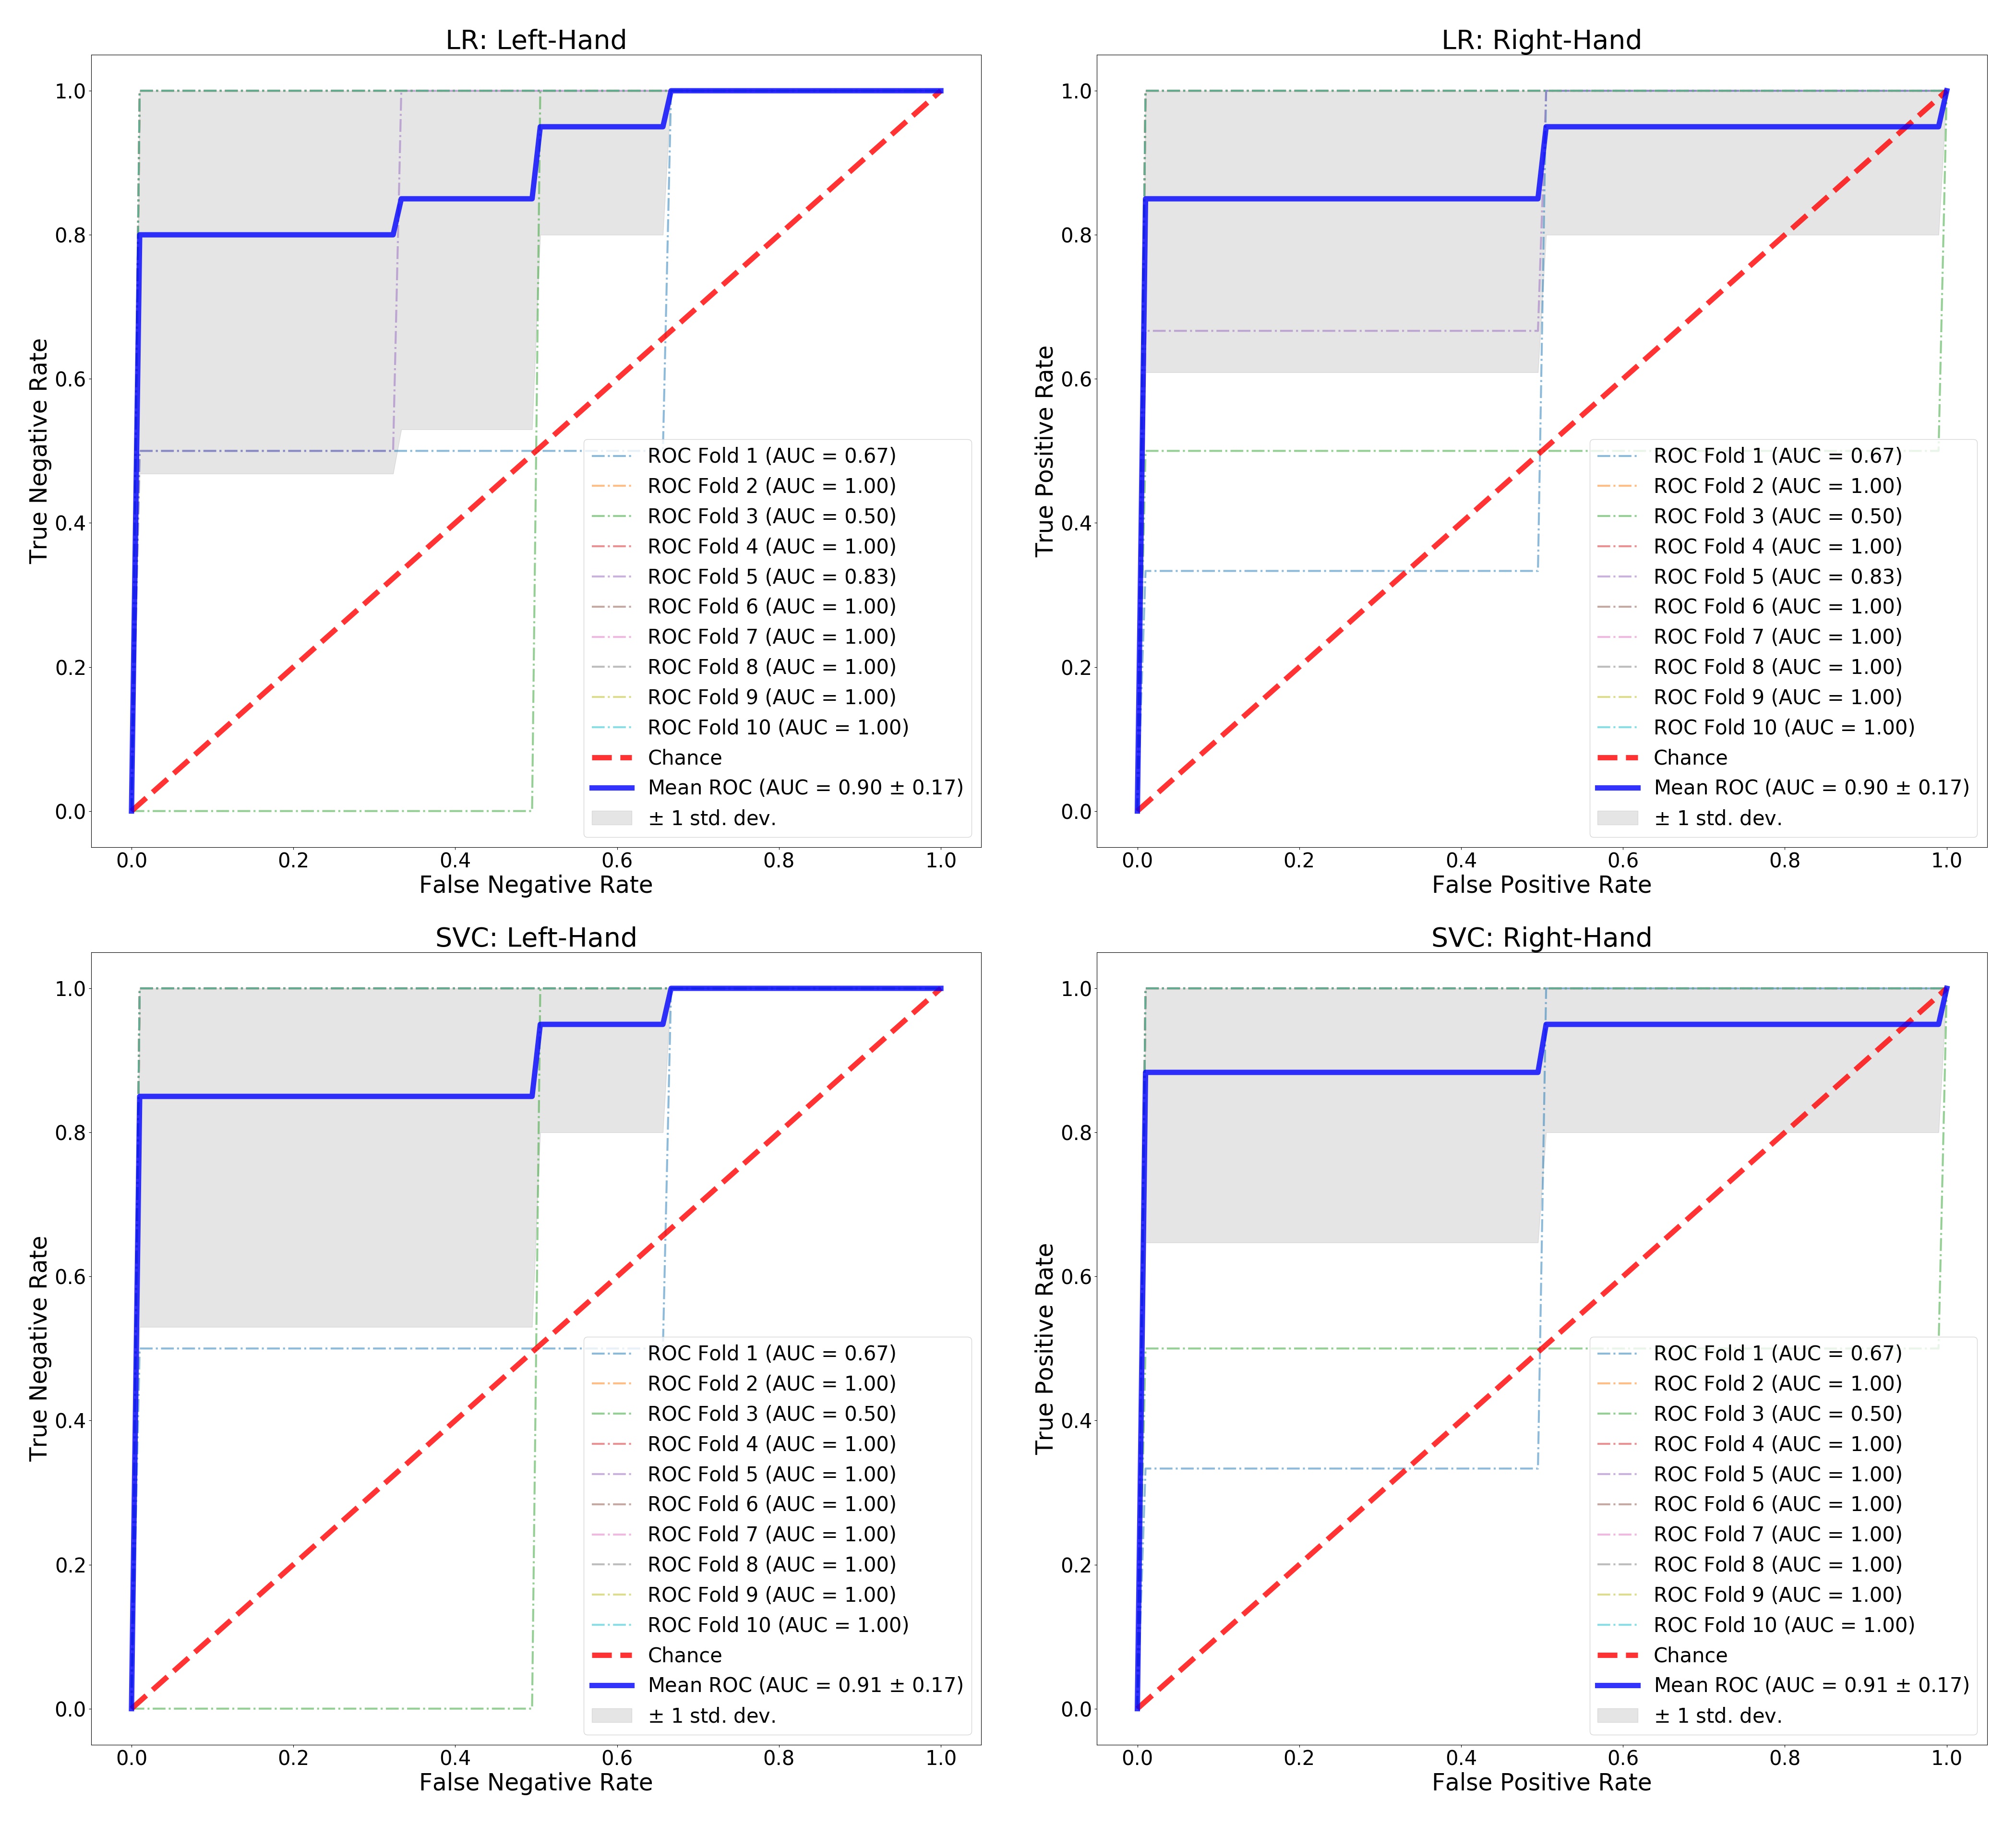 LR: Left-Hand
True Negative Rate
1.0
0.8
0.6
0.4
0.2
0.0
0.0 0.2 0.4 0.6 0.8 1.0
False Negative Rate
ROC Fold 1 (AUC = 0.67)
ROC Fold 2 (AUC = 1.00)
ROC Fold 3 (AUC = 0.50)
ROC Fold 4 (AUC = 1.00)
ROC Fold 5 (AUC = 0.83)
ROC Fold 6 (AUC = 1.00)
ROC Fold 7 (AUC = 1.00)
ROC Fold 8 (AUC = 1.00)
ROC Fold 9 (AUC = 1.00)
ROC Fold 10 (AUC = 1.00)
Chance
Mean ROC (AUC = 0.90 ± 0.17)
± 1 std. dev.
LR: Right-Hand
True Positive Rate
1.0
0.8
0.6
0.4
0.2
0.0
0.0 0.2 0.4 0.6 0.8 1.0
False Positive Rate
ROC Fold 1 (AUC = 0.67)
ROC Fold 2 (AUC = 1.00)
ROC Fold 3 (AUC = 0.50)
ROC Fold 4 (AUC = 1.00)
ROC Fold 5 (AUC = 0.83)
ROC Fold 6 (AUC = 1.00)
ROC Fold 7 (AUC = 1.00)
ROC Fold 8 (AUC = 1.00)
ROC Fold 9 (AUC = 1.00)
ROC Fold 10 (AUC = 1.00)
Chance
Mean ROC (AUC = 0.90 ± 0.17)
± 1 std. dev.
SVC: Left-Hand
True Negative Rate
1.0
0.8
0.6
0.4
0.2
0.0
0.0 0.2 0.4 0.6 0.8 1.0
False Negative Rate
ROC Fold 1 (AUC = 0.67)
ROC Fold 2 (AUC = 1.00)
ROC Fold 3 (AUC = 0.50)
ROC Fold 4 (AUC = 1.00)
ROC Fold 5 (AUC = 1.00)
ROC Fold 6 (AUC = 1.00)
ROC Fold 7 (AUC = 1.00)
ROC Fold 8 (AUC = 1.00)
ROC Fold 9 (AUC = 1.00)
ROC Fold 10 (AUC = 1.00)
Chance
Mean ROC (AUC = 0.91 ± 0.17)
± 1 std. dev.
SVC: Right-Hand
True Positive Rate
1.0
0.8
0.6
0.4
0.2
0.0
0.0 0.2 0.4 0.6 0.8 1.0
False Positive Rate
ROC Fold 1 (AUC = 0.67)
ROC Fold 2 (AUC = 1.00)
ROC Fold 3 (AUC = 0.50)
ROC Fold 4 (AUC = 1.00)
ROC Fold 5 (AUC = 1.00)
ROC Fold 6 (AUC = 1.00)
ROC Fold 7 (AUC = 1.00)
ROC Fold 8 (AUC = 1.00)
ROC Fold 9 (AUC = 1.00)
ROC Fold 10 (AUC = 1.00)
Chance
Mean ROC (AUC = 0.91 ± 0.17)
± 1 std. dev.